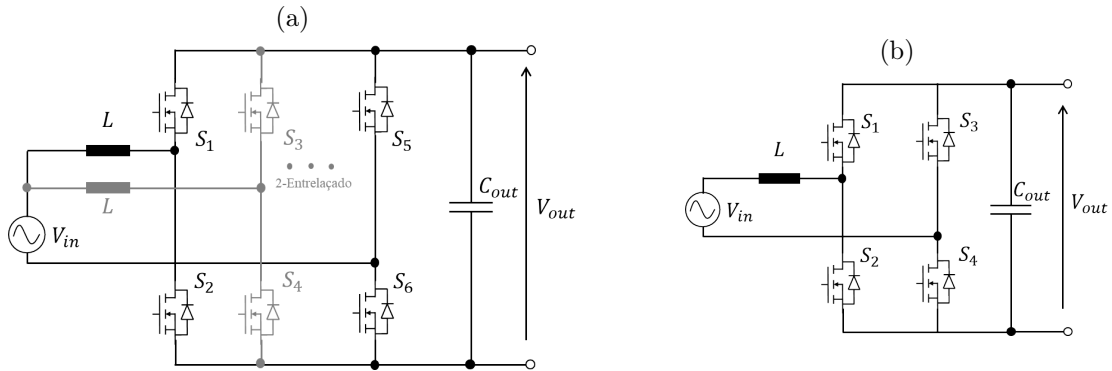 (a)
L
S1
S3
S5
2-Entrelaçado
L
Cout
Vout
Vin
S2
S4
S6
(b)
S1
S3
L
Cout
Vout
Vin
S2
S4